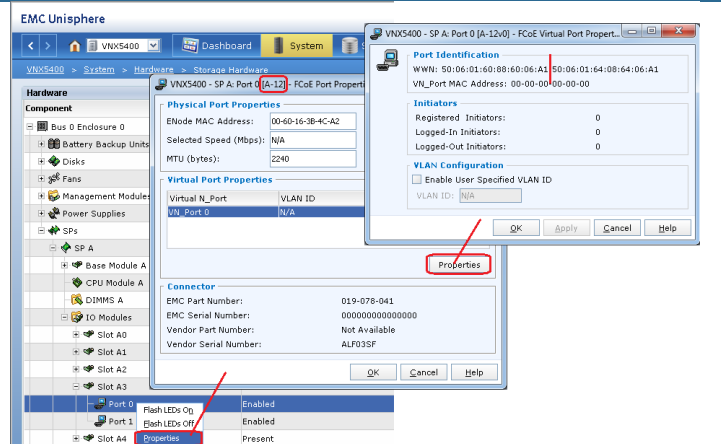 EMC Unisphere
VNX5400
Dashboard
System
VNX5400 > System > Hardware > Storage Hardware
Hardware
Component
Bus 0 Enclosure 0
Battery Backup Units
Disks
Fans
Management Modules
Power Supplies
SPs
SP A
Base Module A
CPU Module A
DIMMS A
IO Modules
Slot A0
Slot A1
Slot A2
Slot A3
Port 0 Enabled
Port 1 Enabled
Slot A4 Present
Flash LEDs On
Flash LEDs Off
Properties
VNX5400 - SP A: Port 0 [A-12] - FCoE Port Properti
Physical Port Properties
ENode MAC Address: 00-60-16-3B-4C-A2
Selected Speed (Mbps): N/A
MTU (bytes): 2240
Virtual Port Properties
Virtual N_Port VLAN ID
VN_Port 0 N/A
Properties
Connector
EMC Part Number: 019-078-041
EMC Serial Number: 00000000000000
Vendor Part Number: Not Available
Vendor Serial Number: ALF03SF
OK Cancel Help
VNX5400 - SP A: Port 0 [A-12v0] - FCoE Virtual Port Propert...
Port Identification
WWN: 50:06:01:60:88:60:06:A1:50:06:01:64:08:64:06:A1
VN_Port MAC Address: 00-00-00-00-00-00
Initiators
Registered Initiators: 0
Logged-In Initiators: 0
Logged-Out Initiators: 0
VLAN Configuration
Enable User Specified VLAN ID
VLAN ID: N/A
OK Apply Cancel Help